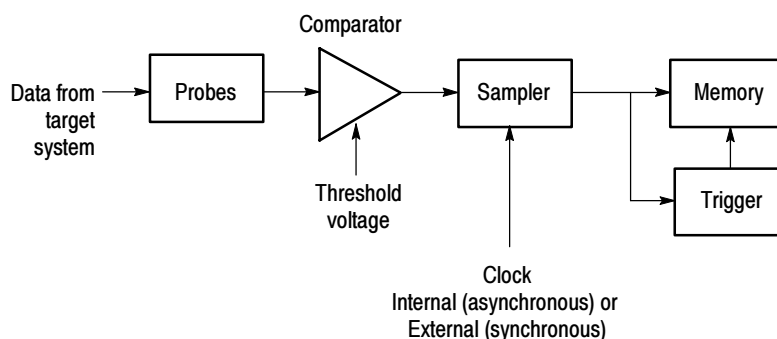 Comparator
Data from
target
system
Probes
Sampler
Memory
Threshold
voltage
Trigger
Clock
Internal (asynchronous) or
External (synchronous)